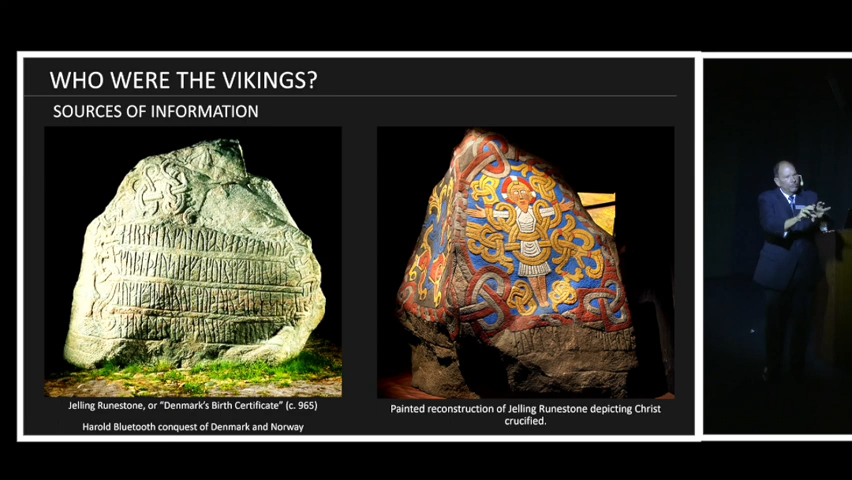 WHO WERE THE VIKINGS?
SOURCES OF INFORMATION
Jelling Runestone, or "Denmark's Birth Certificate" (c. 965)
Harold Bluetooth conquest of Denmark and Norway
Painted reconstruction of Jelling Runestone depicting Christ
crucified.